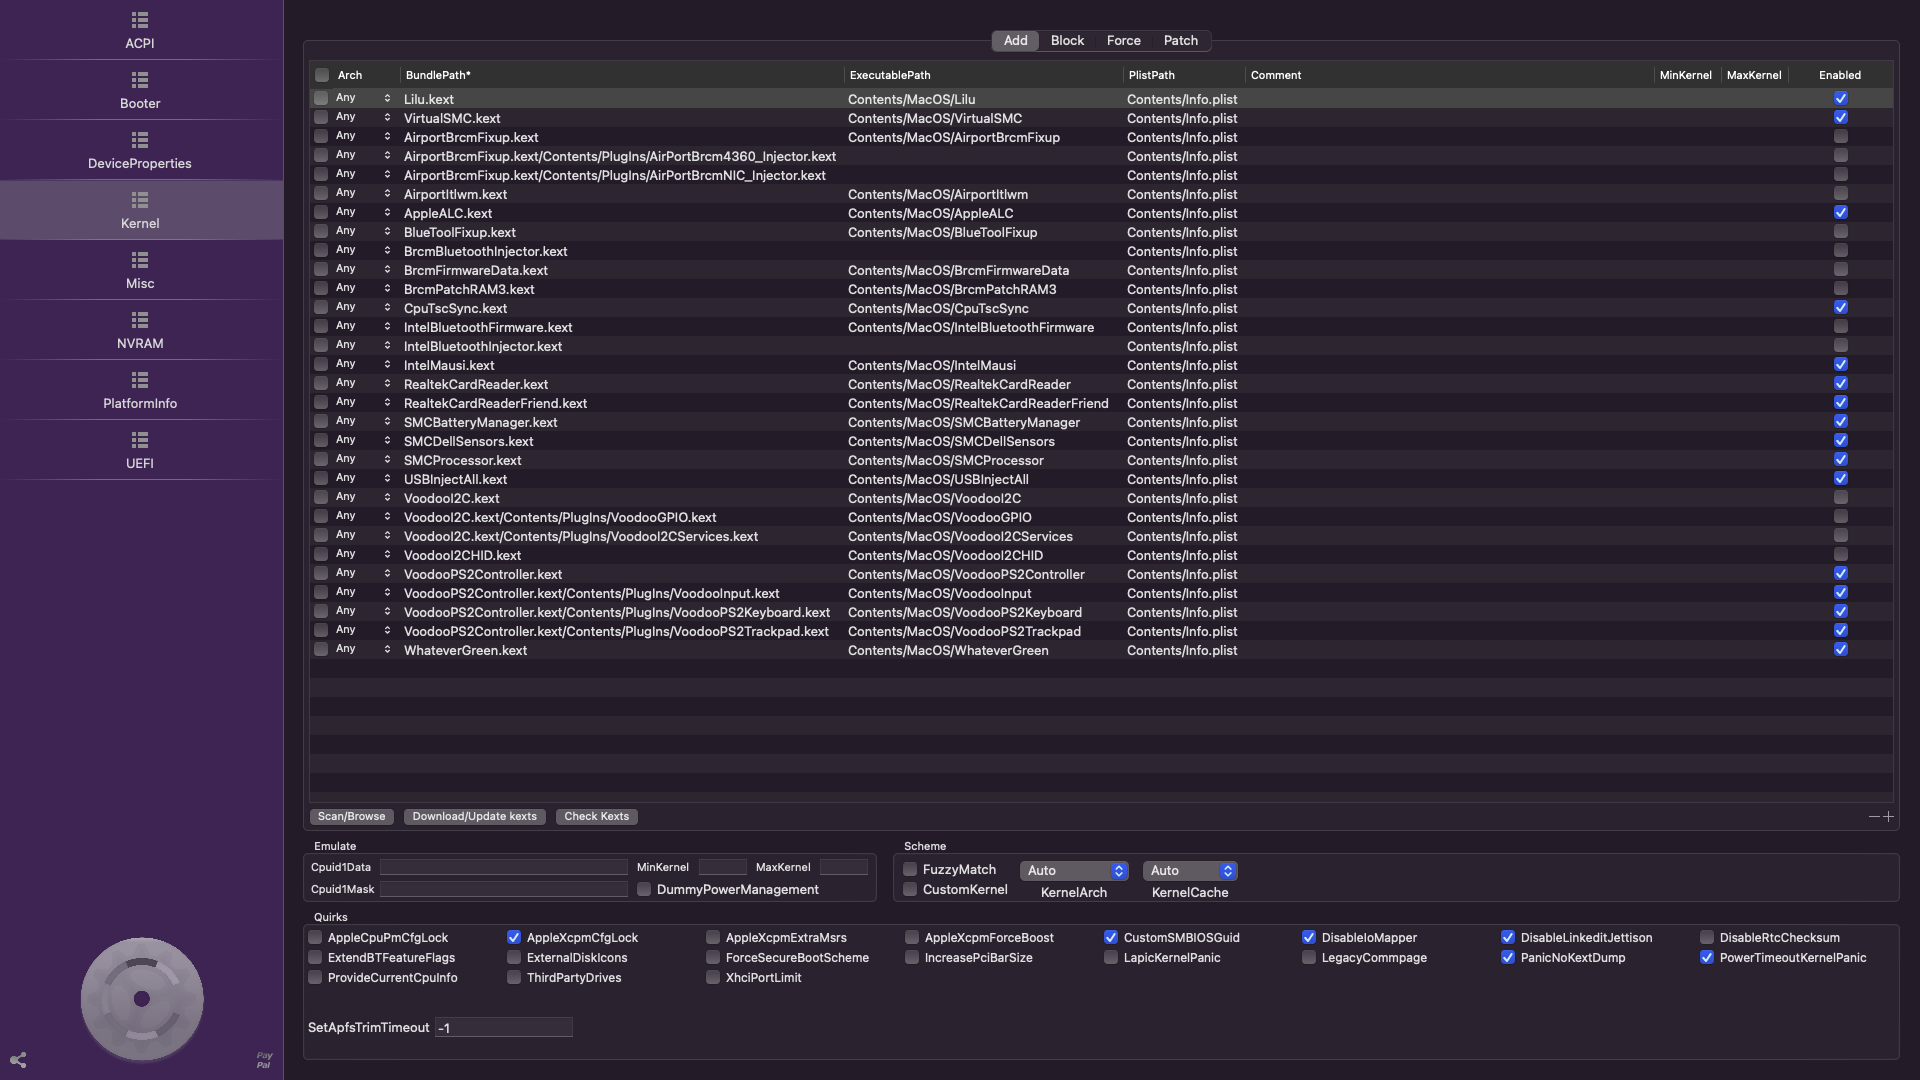 ACPI
Booter
DeviceProperties
Kernel
Misc
NVRAM
PlatformInfo
UEFI
PayPal
Add Block Force Patch
Arch BundlePath* ExecutablePath PlistPath Comment MinKernel MaxKernel Enabled
Any Lilu.kext Contents/MacOS/Lilu Contents/Info.plist
Any VirtualSMC.kext Contents/MacOS/VirtualSMC Contents/Info.plist
Any AirportBrcmFixup.kext Contents/MacOS/AirportBrcmFixup Contents/Info.plist
Any AirportBrcmFixup.kext/Contents/PlugIns/AirPortBrcm4360_Injector.kext Contents/Info.plist
Any AirportBrcmFixup.kext/Contents/PlugIns/AirPortBrcmNIC_Injector.kext Contents/Info.plist
Any AirportItlwm.kext Contents/MacOS/AirportItlwm Contents/Info.plist
Any AppleALC.kext Contents/MacOS/AppleALC Contents/Info.plist
Any BlueToolFixup.kext Contents/MacOS/BlueToolFixup Contents/Info.plist
Any BrcmBluetoothInjector.kext Contents/Info.plist
Any BrcmFirmwareData.kext Contents/MacOS/BrcmFirmwareData Contents/Info.plist
Any BrcmPatchRAM3.kext Contents/MacOS/BrcmPatchRAM3 Contents/Info.plist
Any CpuTscSync.kext Contents/MacOS/CpuTscSync Contents/Info.plist
Any IntelBluetoothFirmware.kext Contents/MacOS/IntelBluetoothFirmware Contents/Info.plist
Any IntelBluetoothInjector.kext Contents/Info.plist
Any IntelMausi.kext Contents/MacOS/IntelMausi Contents/Info.plist
Any RealtekCardReader.kext Contents/MacOS/RealtekCardReader Contents/Info.plist
Any RealtekCardReaderFriend.kext Contents/MacOS/RealtekCardReaderFriend Contents/Info.plist
Any SMCBatteryManager.kext Contents/MacOS/SMCBatteryManager Contents/Info.plist
Any SMCDellSensors.kext Contents/MacOS/SMCDellSensors Contents/Info.plist
Any SMCProcessor.kext Contents/MacOS/SMCProcessor Contents/Info.plist
Any USBInjectAll.kext Contents/MacOS/USBInjectAll Contents/Info.plist
Any VoodooI2C.kext Contents/MacOS/VoodooI2C Contents/Info.plist
Any VoodooI2C.kext/Contents/PlugIns/VoodooGPIO.kext Contents/MacOS/VoodooGPIO Contents/Info.plist
Any VoodooI2C.kext/Contents/PlugIns/VoodooI2CServices.kext Contents/MacOS/VoodooI2CServices Contents/Info.plist
Any VoodooI2CHID.kext Contents/MacOS/VoodooI2CHID Contents/Info.plist
Any VoodooPS2Controller.kext Contents/MacOS/VoodooPS2Controller Contents/Info.plist
Any VoodooPS2Controller.kext/Contents/PlugIns/VoodooInput.kext Contents/MacOS/VoodooInput Contents/Info.plist
Any VoodooPS2Controller.kext/Contents/PlugIns/VoodooPS2Keyboard.kext Contents/MacOS/VoodooPS2Keyboard Contents/Info.plist
Any VoodooPS2Controller.kext/Contents/PlugIns/VoodooPS2Trackpad.kext Contents/MacOS/VoodooPS2Trackpad Contents/Info.plist
Any WhateverGreen.kext Contents/MacOS/WhateverGreen Contents/Info.plist
Scan/Browse Download/Update kexts Check Kexts
Emulate
Cpuid1Data MinKernel MaxKernel
Cpuid1Mask DummyPowerManagement
Scheme
FuzzyMatch Auto Auto
CustomKernel KernelArch KernelCache
Quirks
AppleCpuPmCfgLock AppleXcpmCfgLock AppleXcpmExtraMsrs AppleXcpmForceBoost CustomSMBIOSGuid DisableIoMapper DisableLinkeditJettison DisableRtcChecksum
ExtendBTFeatureFlags ExternalDiskIcons ForceSecureBootScheme IncreasePciBarSize LapicKernelPanic LegacyCommpage PanicNoKextDump PowerTimeoutKernelPanic
ProvideCurrentCpuInfo ThirdPartyDrives XhciPortLimit
SetApfsTrimTimeout -1